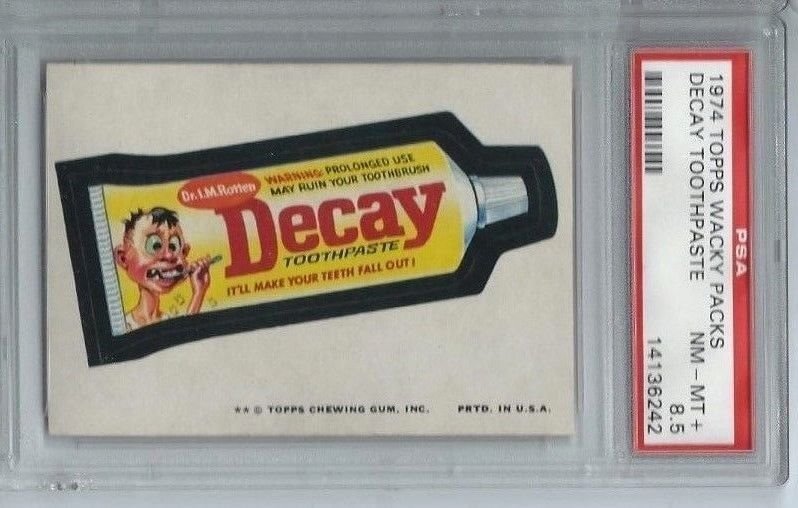 Dr. I.M. Rotten
WARNING: PROLONGED USE
MAY RUIN YOUR TOOTHBRUSH
Decay
TOOTHPASTE
IT'LL MAKE YOUR TEETH FALL OUT!
** © TOPPS CHEWING GUM, INC. PRTD. IN U.S.A.
PSA
1974 TOPPS WACKY PACKS NM - MT +
DECAY TOOTHPASTE 8.5
14136242